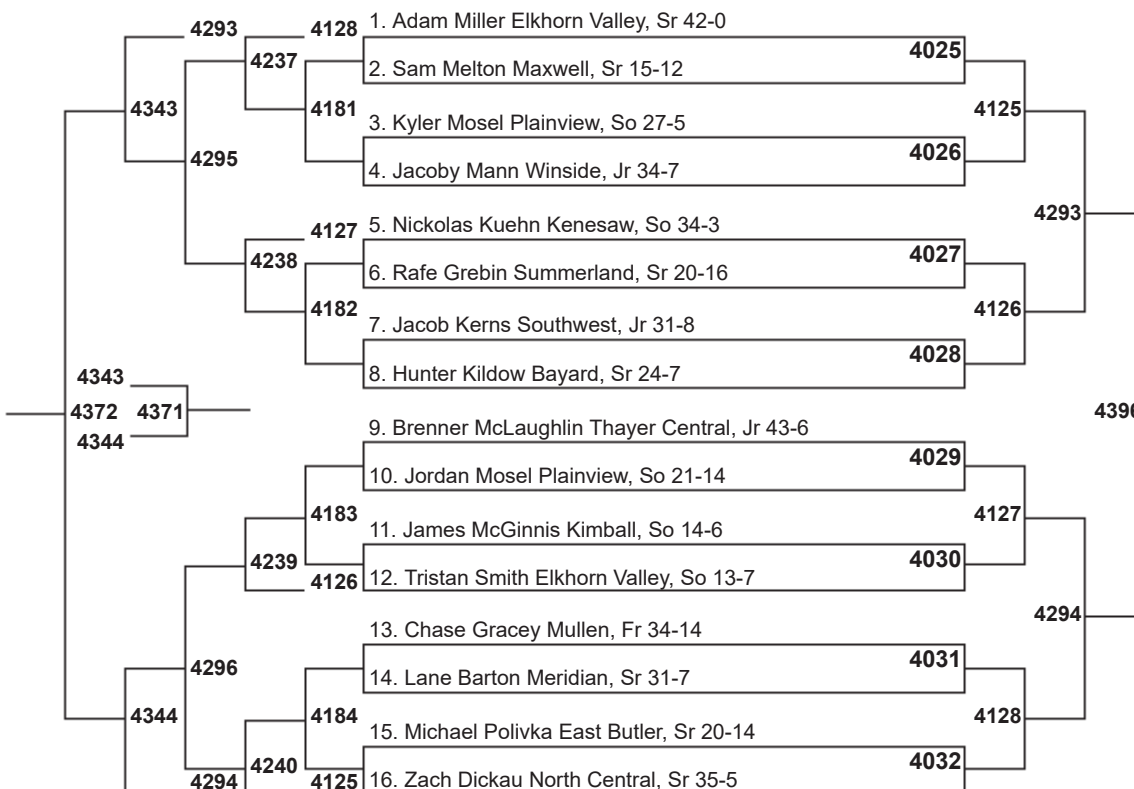 4293 4128 1. Adam Miller Elkhorn Valley, Sr 42-0
4025
4237
2. Sam Melton Maxwell, Sr 15-12
4343 4181 4125
3. Kyler Mosel Plainview, So 27-5
4295 4026
4. Jacoby Mann Winside, Jr 34-7
4293
4127 5. Nickolas Kuehn Kenesaw, So 34-3
4238 4027
6. Rafe Grebin Summerland, Sr 20-16
4182 4126
7. Jacob Kerns Southwest, Jr 31-8
4028
8. Hunter Kildow Bayard, Sr 24-7
4343
4372 4371 4396
4344
9. Brenner McLaughlin Thayer Central, Jr 43-6
4029
10. Jordan Mosel Plainview, So 21-14
4183 4127
11. James McGinnis Kimball, So 14-6
4239 4030
4126 12. Tristan Smith Elkhorn Valley, So 13-7
4294
13. Chase Gracey Mullen, Fr 34-14
4296 4031
14. Lane Barton Meridian, Sr 31-7
4344 4184 4128
15. Michael Polivka East Butler, Sr 20-14
4240 4032
4294 4125 16. Zach Dickau North Central, Sr 35-5